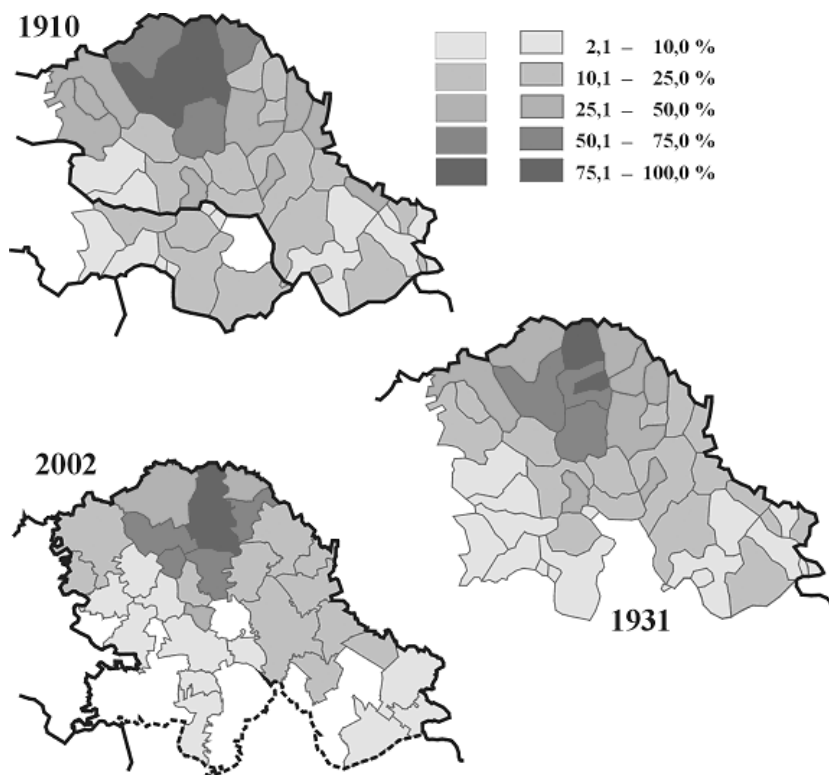 1910
2,1 – 10,0 %
10,1 – 25,0 %
25,1 – 50,0 %
50,1 – 75,0 %
75,1 – 100,0 %
2002
1931